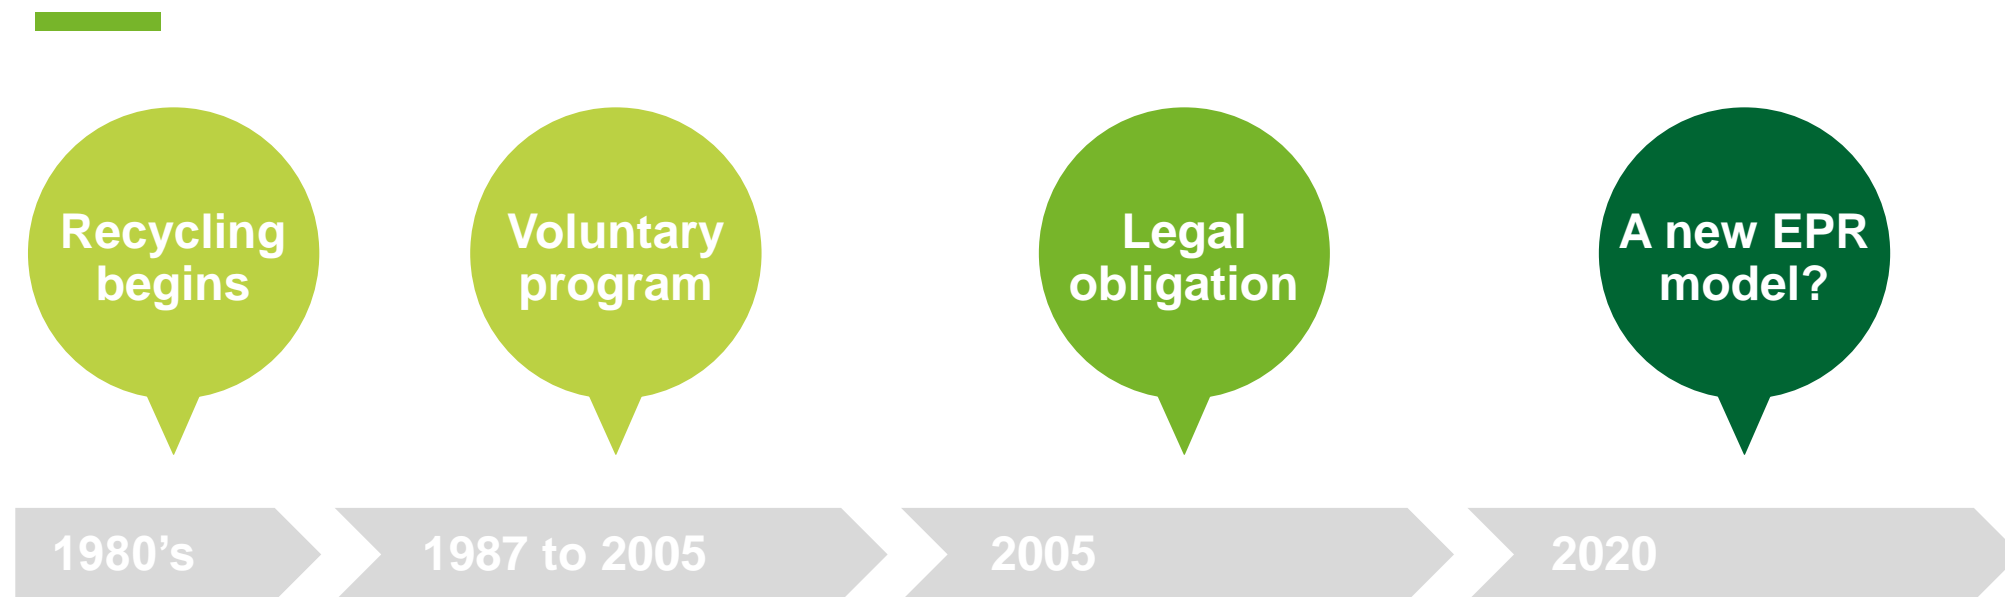 Recycling
begins
Voluntary
program
Legal
obligation
A new EPR
model?
1980’s
1987 to 2005
2005
2020